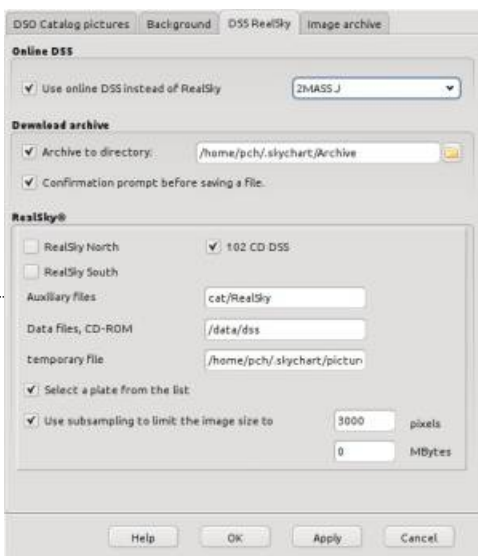 DSO Catalog pictures Background DSS RealSky Image archive
Online DSS
Use online DSS instead of RealSky 2MASS J
Download archive
Archive to directory: /home/pch/.skychart/Archive
Confirmation prompt before saving a file.
RealSky®
RealSky North 102 CD DSS
RealSky South
Auxiliary files cat/RealSky
Data files, CD-ROM /data/dss
temporary file /home/pch/.skychart/pictur
Select a plate from the list
Use subsampling to limit the image size to 3000 pixels
0 MBytes
Help OK Apply Cancel